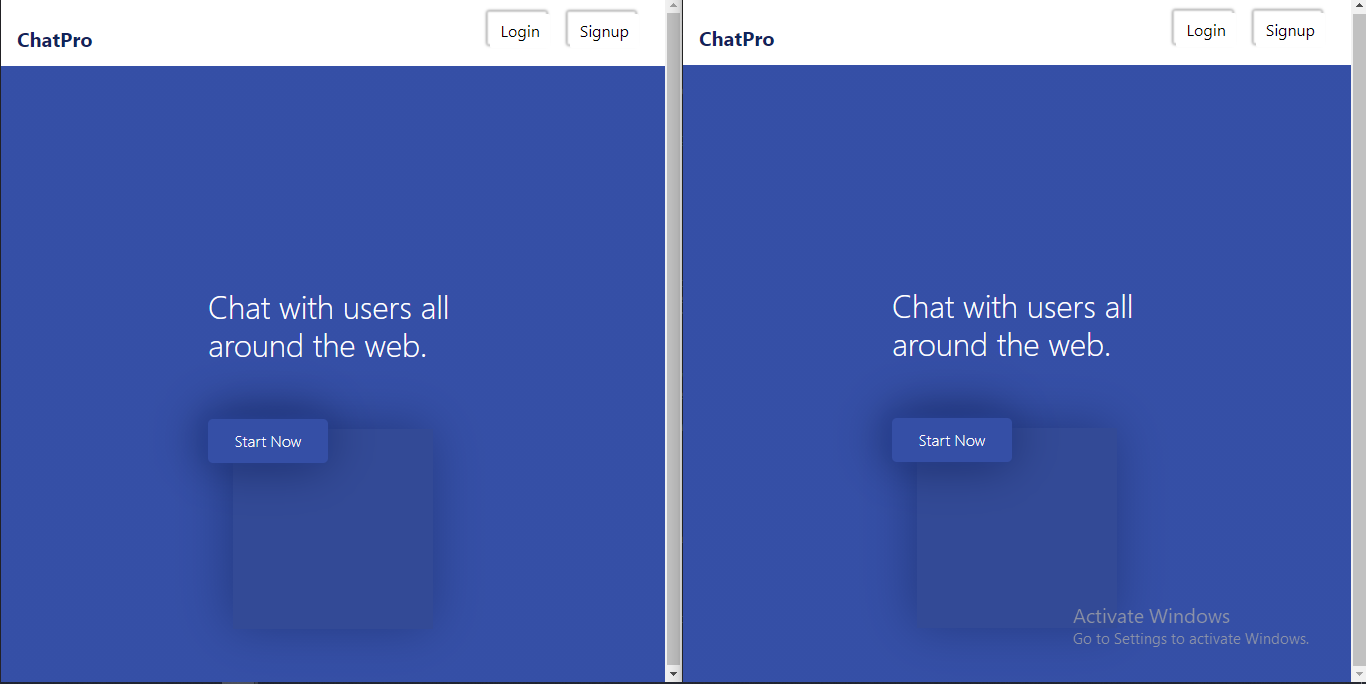 ChatPro
Login
Signup
Chat with users all
around the web.
Start Now
ChatPro
Login
Signup
Chat with users all
around the web.
Start Now
Activate Windows
Go to Settings to activate Windows.